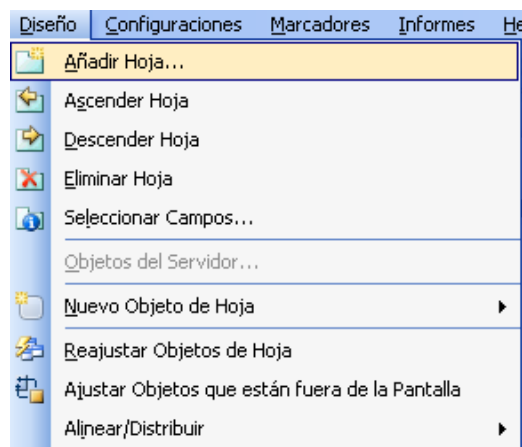 Diseño Configuraciones Marcadores Informes He
Añadir Hoja...
Ascender Hoja
Descender Hoja
Eliminar Hoja
Seleccionar Campos...
Objetos del Servidor...
Nuevo Objeto de Hoja
Reajustar Objetos de Hoja
Ajustar Objetos que están fuera de la Pantalla
Alinear/Distribuir